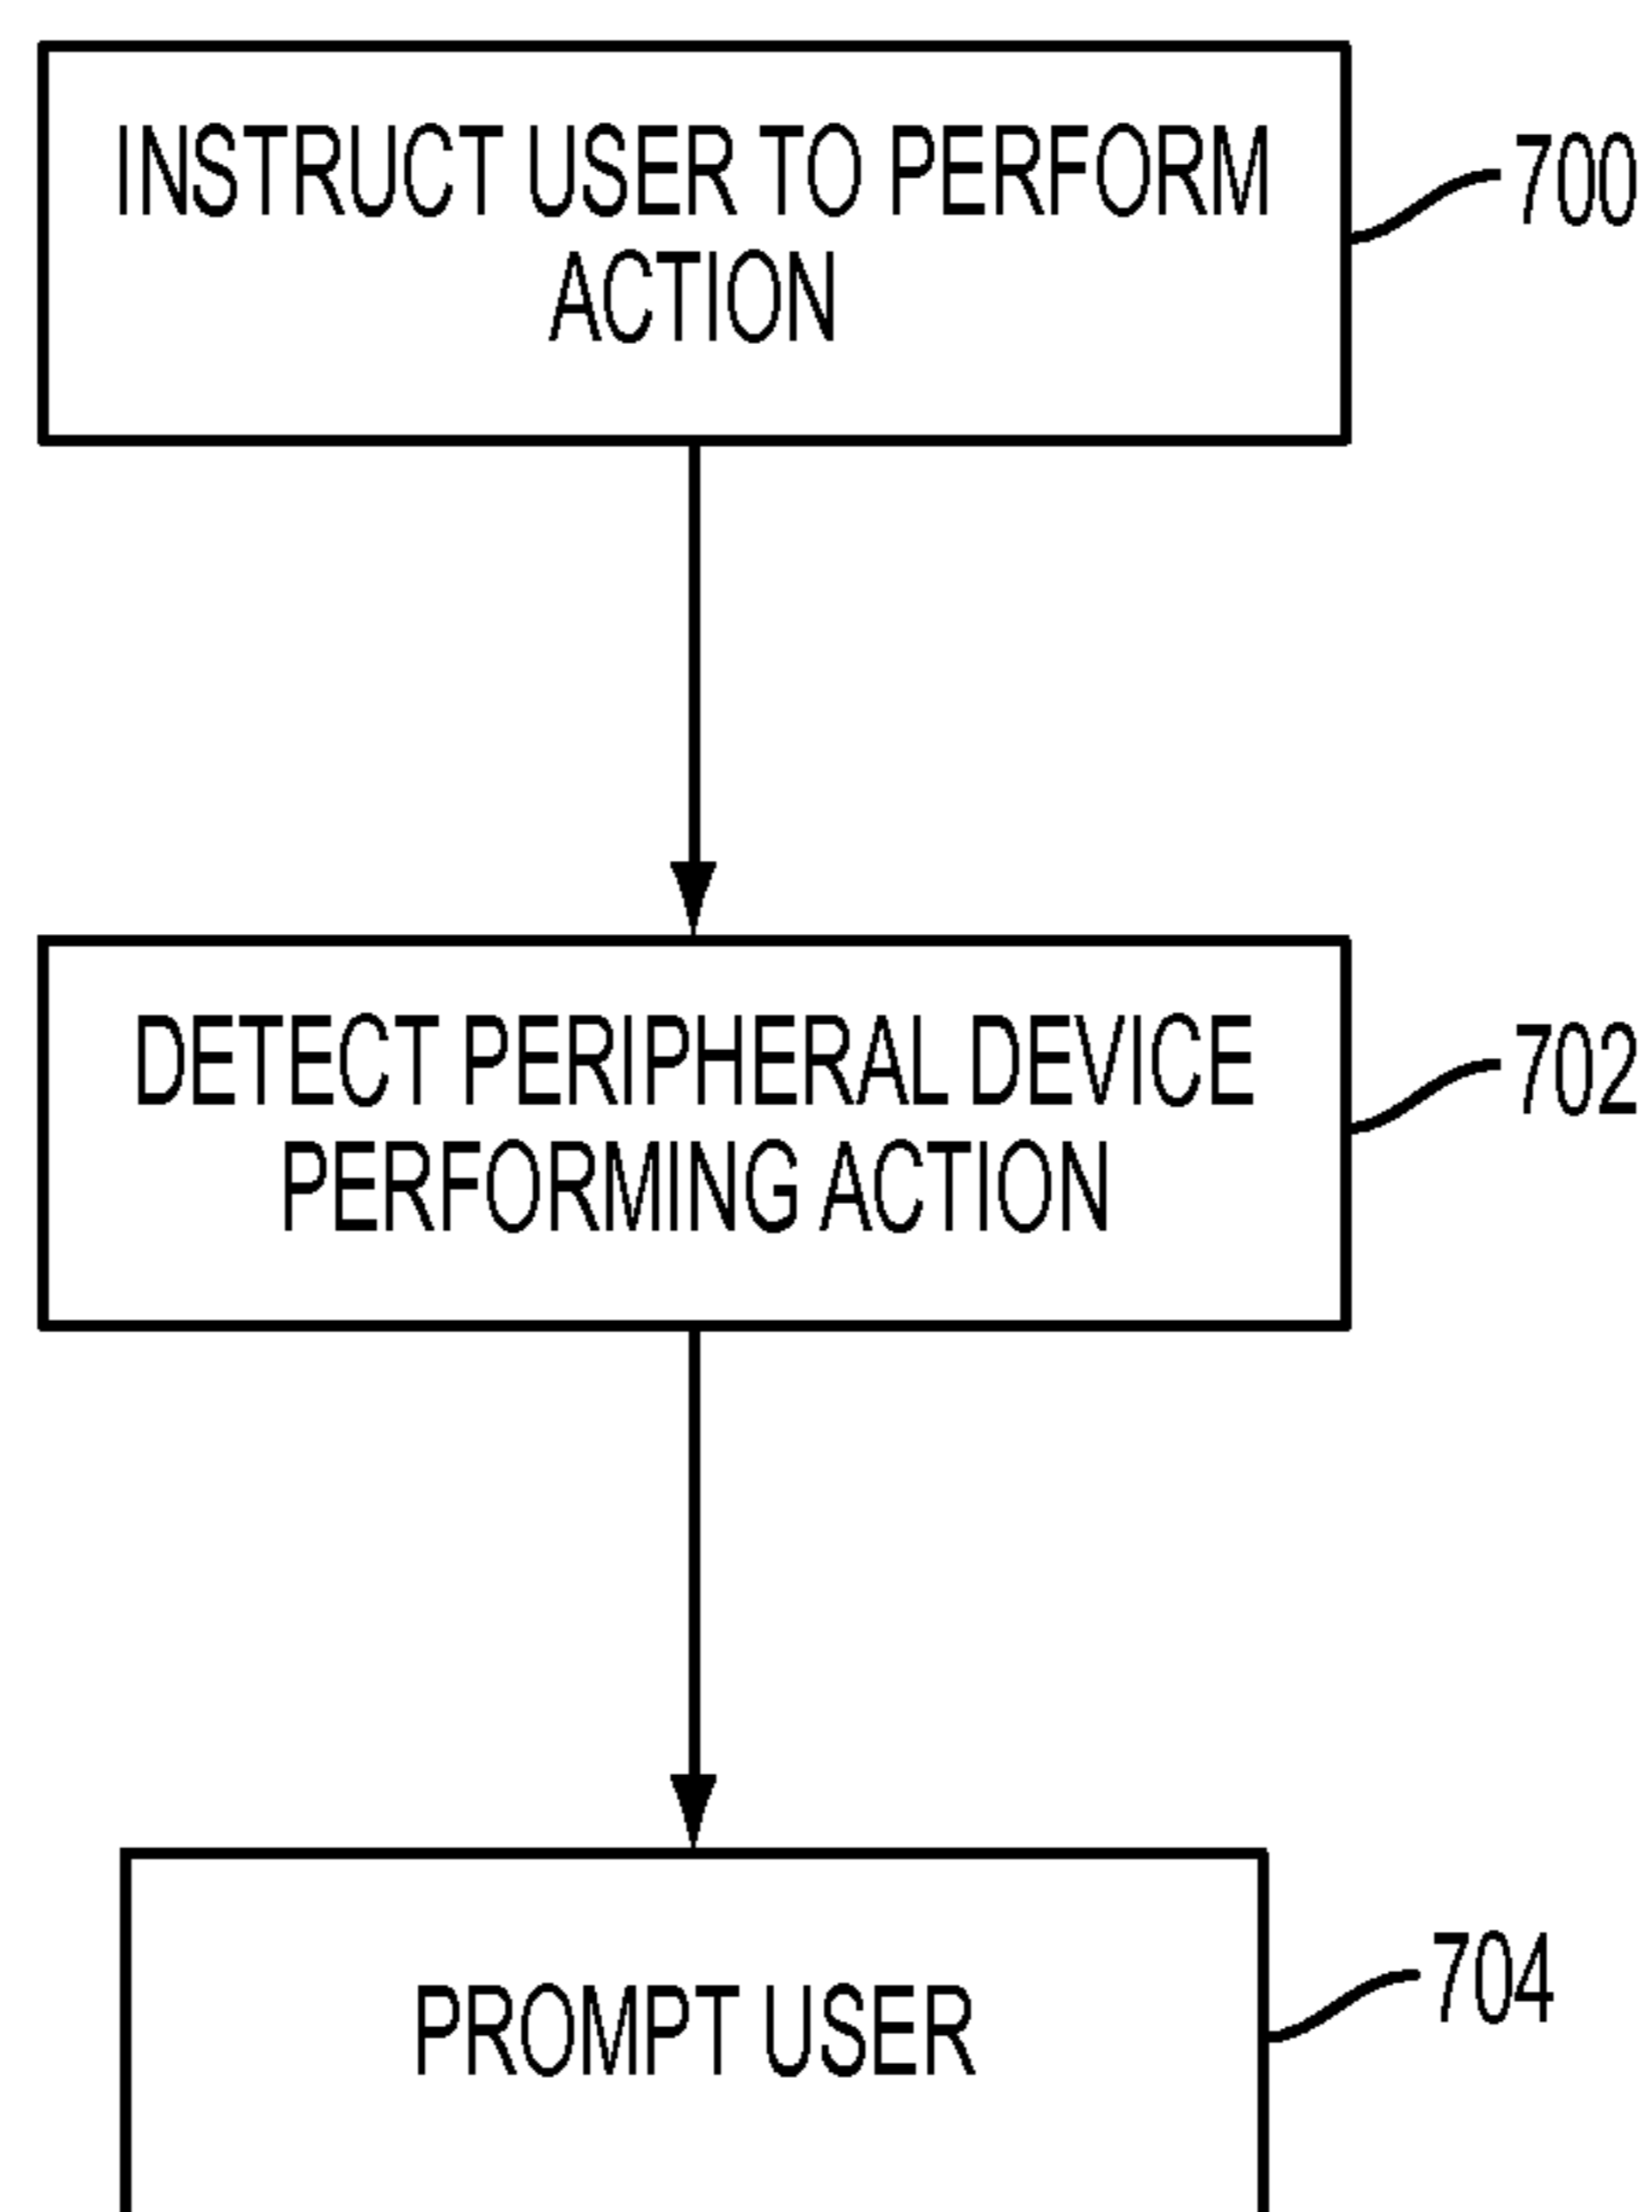 INSTRUCT USER TO PERFORM
ACTION
700
DETECT PERIPHERAL DEVICE
PERFORMING ACTION
702
PROMPT USER
704